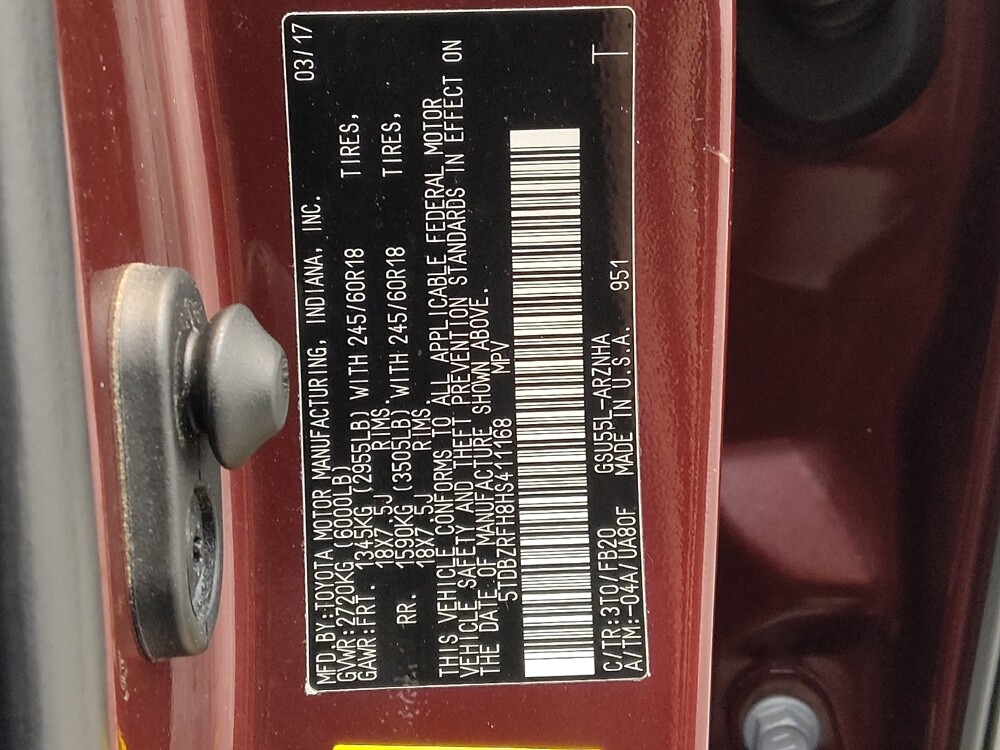 MFD.BY:TOYOTA MOTOR MANUFACTURING, INDIANA, INC. 03/17
GVWR:2720KG(6000LB)
GAWR:FRT. 1345KG(2955LB) WITH 245/60R18 TIRES,
18X7.5J RIMS.
RR. 1590KG(3505LB) WITH 245/60R18 TIRES,
18X7.5J RIMS.
THIS VEHICLE CONFORMS TO ALL APPLICABLE FEDERAL MOTOR
VEHICLE SAFETY AND THEFT PREVENTION STANDARDS IN EFFECT ON
THE DATE OF MANUFACTURE SHOWN ABOVE.
5TDBZRFH8HS411168 MPV
C/TR:3T0/FB20 GSU55L-ARZNHA
A/TM:-04A/UA80F MADE IN U.S.A. 951 T